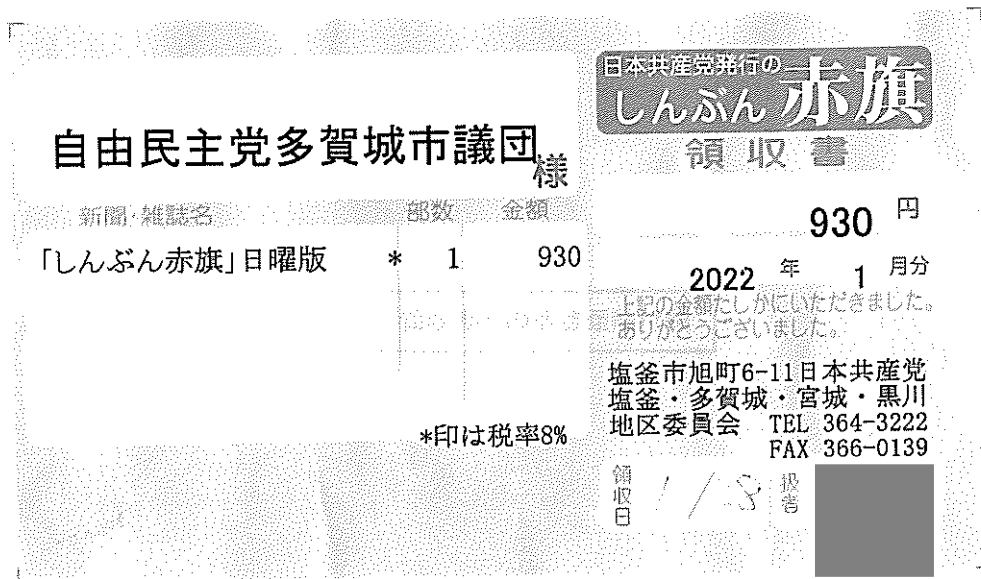 自由民主党多賀城市議団様
新聞・雑誌名 部数 金額
「しんぶん赤旗」日曜版 * 1 930
*印は税率8%
日本共産党発行の
しんぶん赤旗
領収書
930 円
2022 年 1 月分
上記の金額たしかにいただきました。
ありがとうございました。
塩釜市旭町6-11日本共産党
塩釜・多賀城・宮城・黒川
地区委員会 TEL 364-3222
FAX 366-0139
領収日 1/8 扱者